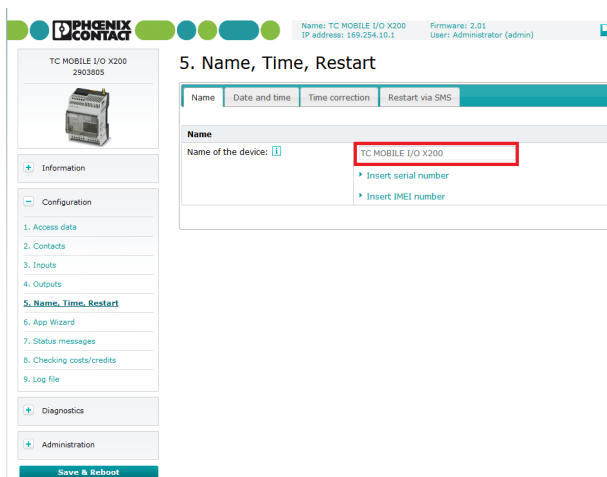 PHŒNIX
CONTACT
Name: TC MOBILE I/O X200
IP address: 169.254.10.1
Firmware: 2.01
User: Administrator (admin)
TC MOBILE I/O X200
2903805
5. Name, Time, Restart
Name
Date and time
Time correction
Restart via SMS
Name
Name of the device:
TC MOBILE I/O X200
Insert serial number
Insert IMEI number
Information
Configuration
1. Access data
2. Contacts
3. Inputs
4. Outputs
5. Name, Time, Restart
6. App Wizard
7. Status messages
8. Checking costs/credits
9. Log file
Diagnostics
Administration
Save & Reboot